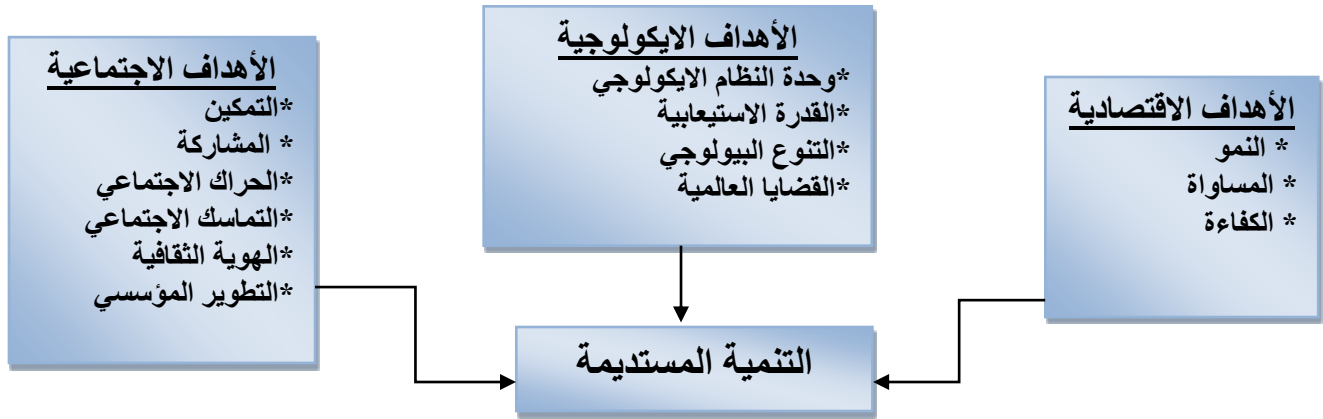 الأهداف الاقتصادية
* النمو
* المساواة
* الكفاءة
الأهداف الايكولوجية
*وحدة النظام الايكولوجي
*القدرة الاستيعابية
*التنوع البيولوجي
*القضايا العالمية
الأهداف الاجتماعية
*التمكين
* المشاركة
*الحراك الاجتماعي
*التماسك الاجتماعي
*الهوية الثقافية
*التطوير المؤسسي
التنمية المستديمة